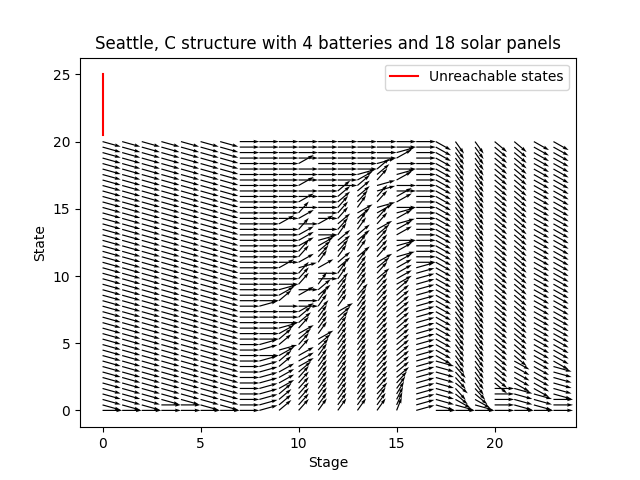 Seattle, C structure with 4 batteries and 18 solar panels
Unreachable states
25
20
15
10
5
0
State
0 5 10 15 20
Stage